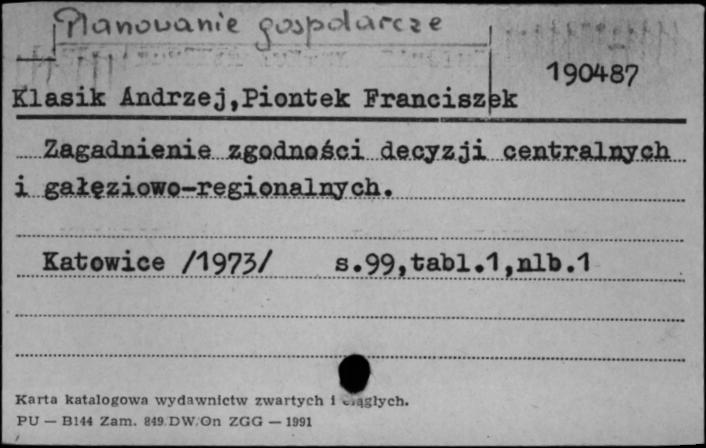 Planowanie gospodarcze
190487
Klasik Andrzej,Piontek Franciszek
Zagadnienie zgodności decyzji centralnych
i gałęziowo-regionalnych.
Katowice /1973/ s.99,tabl.1,nlb.1
Karta katalogowa wydawnictw zwartych i ciągłych.
PU — B144 Zam. 849 DW/On ZGG — 1991